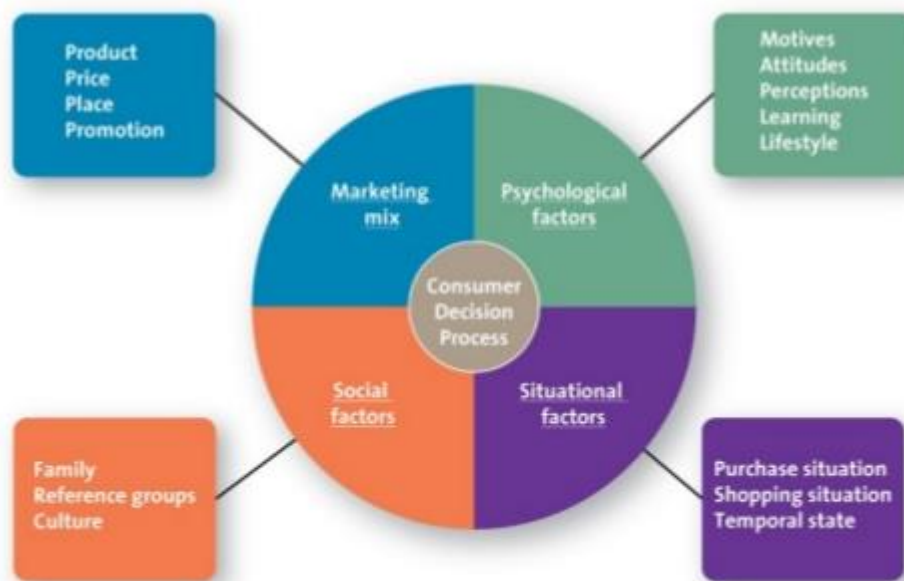 Product
Price
Place
Promotion
Motives
Attitudes
Perceptions
Learning
Lifestyle
Marketing
mix
Psychological
factors
Consumer
Decision
Process
Social
factors
Situational
factors
Family
Reference groups
Culture
Purchase situation
Shopping situation
Temporal state